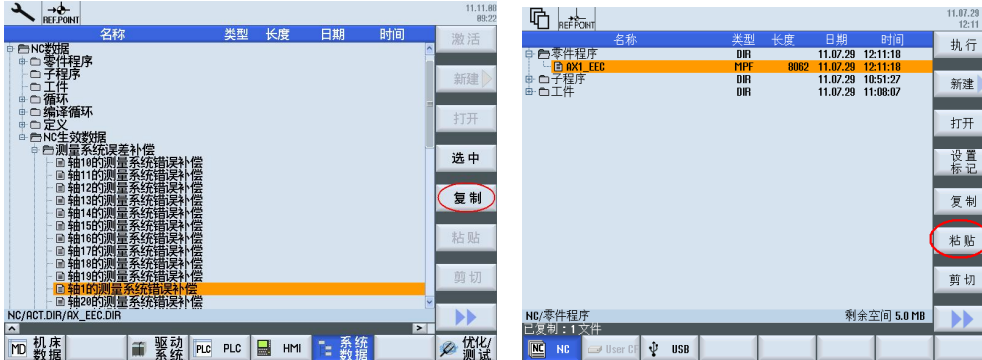 REF.POINT
11.11.08
09:22
名称 类型 长度 日期 时间
NC数据
零件程序
子程序
工件
循环
编译循环
定义
NC生效数据
测量系统误差补偿
轴10的测量系统错误补偿
轴11的测量系统错误补偿
轴12的测量系统错误补偿
轴13的测量系统错误补偿
轴14的测量系统错误补偿
轴15的测量系统错误补偿
轴16的测量系统错误补偿
轴17的测量系统错误补偿
轴18的测量系统错误补偿
轴19的测量系统错误补偿
轴1的测量系统错误补偿
轴20的测量系统错误补偿
NC/ACT.DIR/AX_EEC.DIR
激活
新建
打开
选中
复制
粘贴
剪切
MD 机床数据
驱动系统
PLC PLC
HMI
系统数据
优化/测试
REF.POINT
11.07.29
12:11
名称 类型 长度 日期 时间
零件程序 DIR 11.07.29 12:11:18
AX1_EEC MPF 8062 11.07.29 12:11:18
子程序 DIR 11.07.29 10:51:27
工件 DIR 11.07.29 11:08:07
NC/零件程序 剩余空间 5.0 MB
已复制：1文件
执行
新建
打开
设置
标记
复制
粘贴
剪切
NC NC
User CF
USB